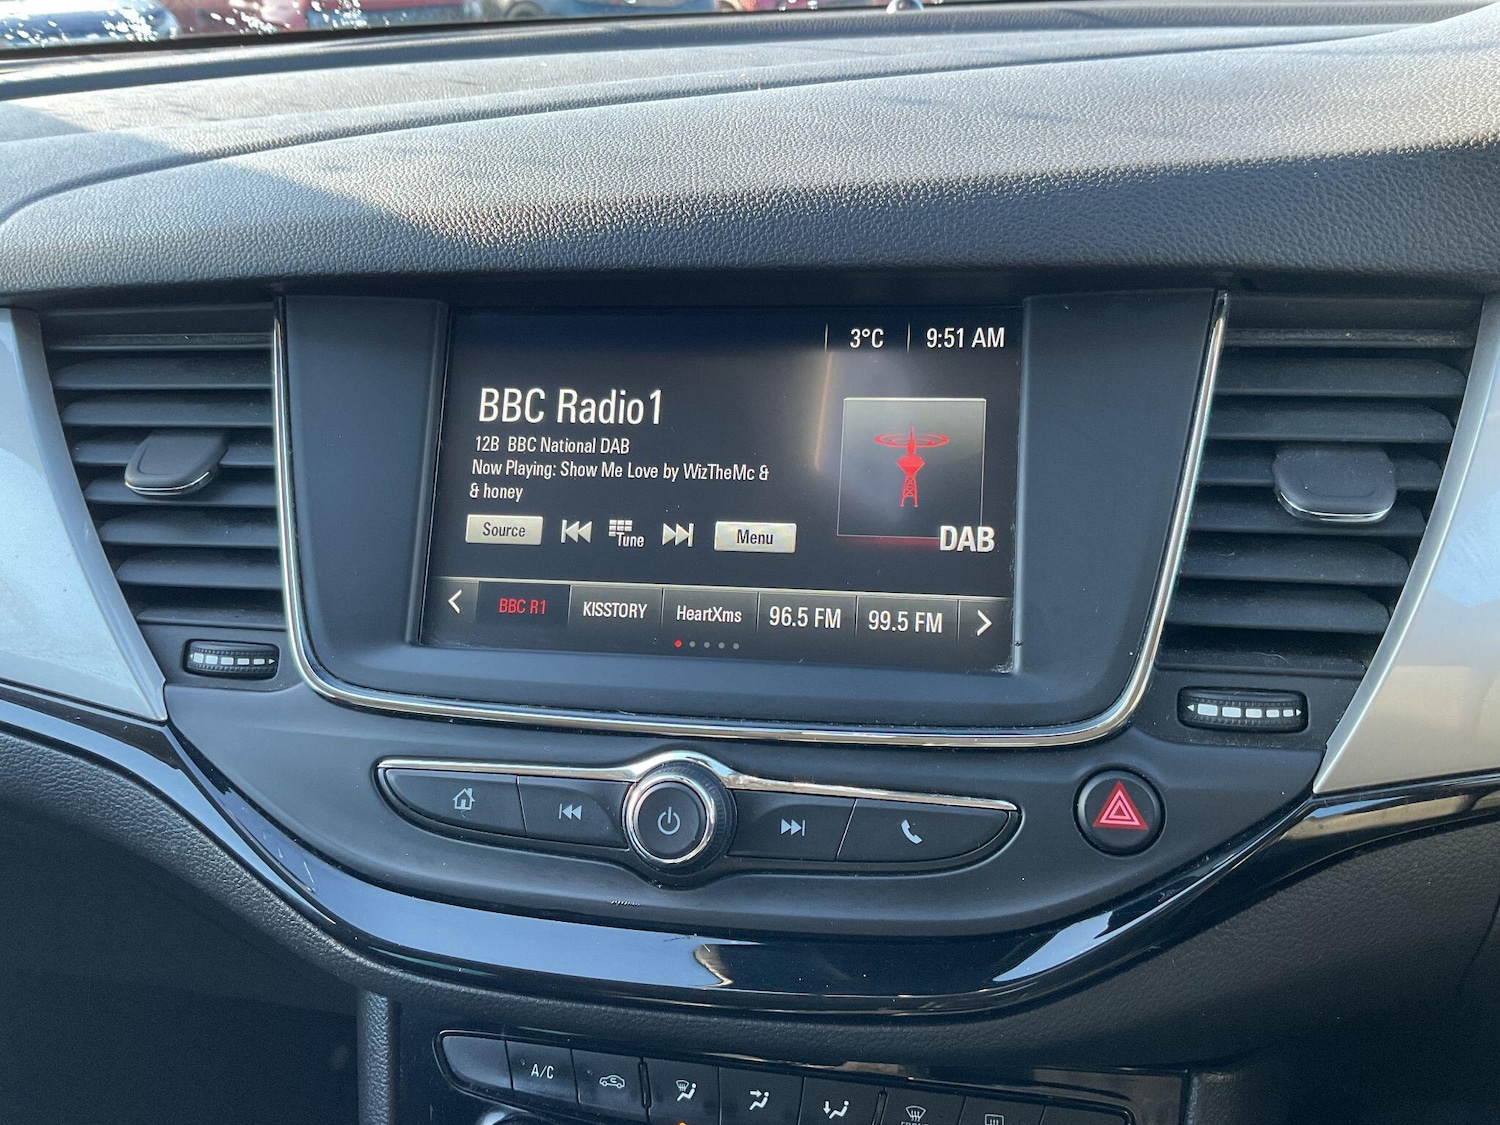 3°C 9:51 AM
BBC Radio1
12B BBC National DAB
Now Playing: Show Me Love by WizTheMc &
& honey
Source Tune Menu
DAB
BBC R1 KISSTORY HeartXms 96.5 FM 99.5 FM
A/C